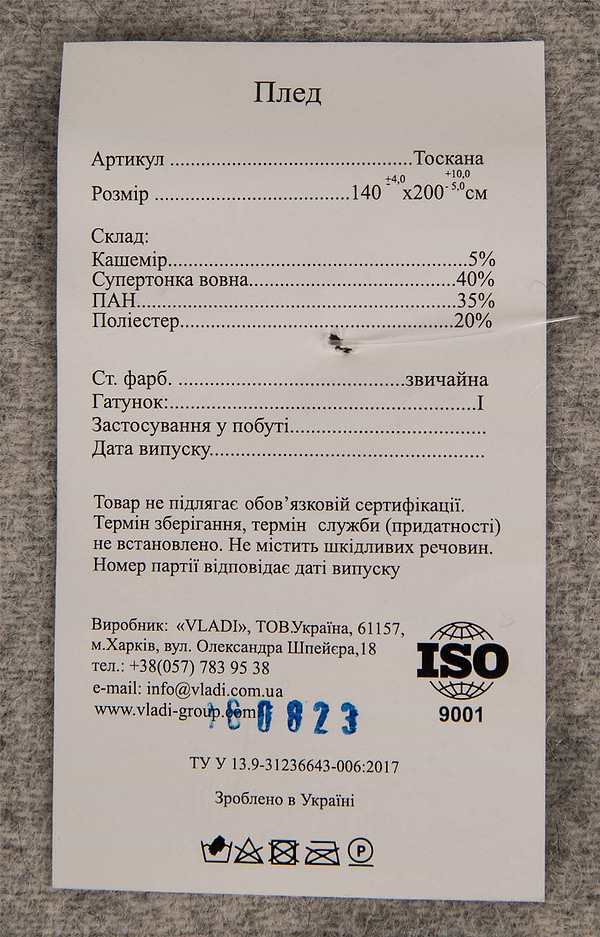 Плед
Артикул ...........................................Тоскана
Розмір ...................................140 ±4,0 х200 +10,0 - 5,0 см
Склад:
Кашемір......................................................5%
Супертонка вовна.....................................40%
ПАН.........................................................35%
Поліестер.................................................20%
Ст. фарб. ........................................звичайна
Гатунок:.......................................................I
Застосування у побуті...................................
Дата випуску.................................................
Товар не підлягає обов’язковій сертифікації.
Термін зберігання, термін служби (придатності)
не встановлено. Не містить шкідливих речовин.
Номер партії відповідає даті випуску
Виробник: «VLADI», ТОВ.Україна, 61157,
м.Харків, вул. Олександра Шпейєра,18
тел.: +38(057) 783 95 38
e-mail: info@vladi.com.ua
www.vladi-group.com
0823
ISO
9001
ТУ У 13.9-31236643-006:2017
Зроблено в Україні
P